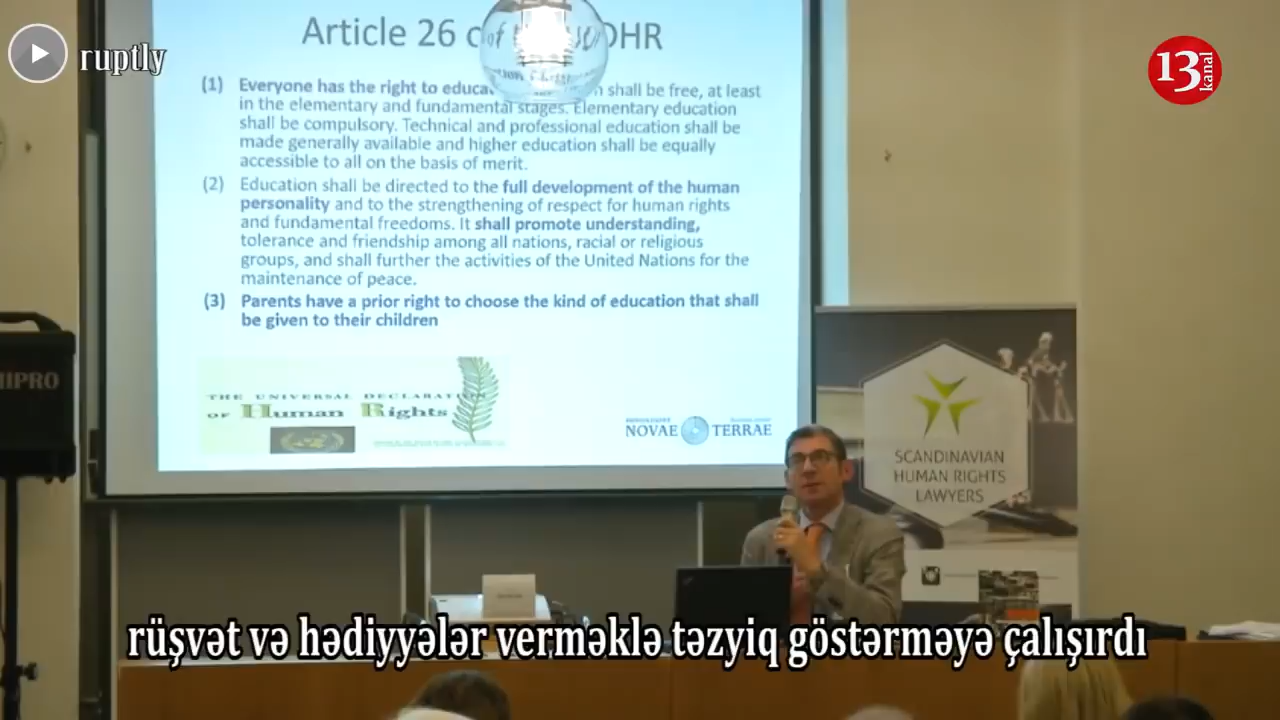 Article 26 of
DHR
ruptly
13
kanal
(1) Everyone has the right to educa
shall be free, at least
in the elementary and fundamental stages. Elementary education
shall be compulsory. Technical and professional education shall be
made generally available and higher education shall be equally
accessible to all on the basis of merit.
(2) Education shall be directed to the full development of the human
personality and to the strengthening of respect for human rights
and fundamental freedoms. It shall promote understanding,
tolerance and friendship among all nations, racial or religious
groups, and shall further the activities of the United Nations for the
maintenance of peace.
(3) Parents have a prior right to choose the kind of education that shall
be given to their children
THE UNIVERSAL DECLARATION
OF Human Rights
NOVAE TERRAE
HIPRO
SCANDINAVIAN
HUMAN RIGHTS
LAWYERS
rüşvət və hədiyyələr verməklə təzyiq göstərməyə çalışırdı